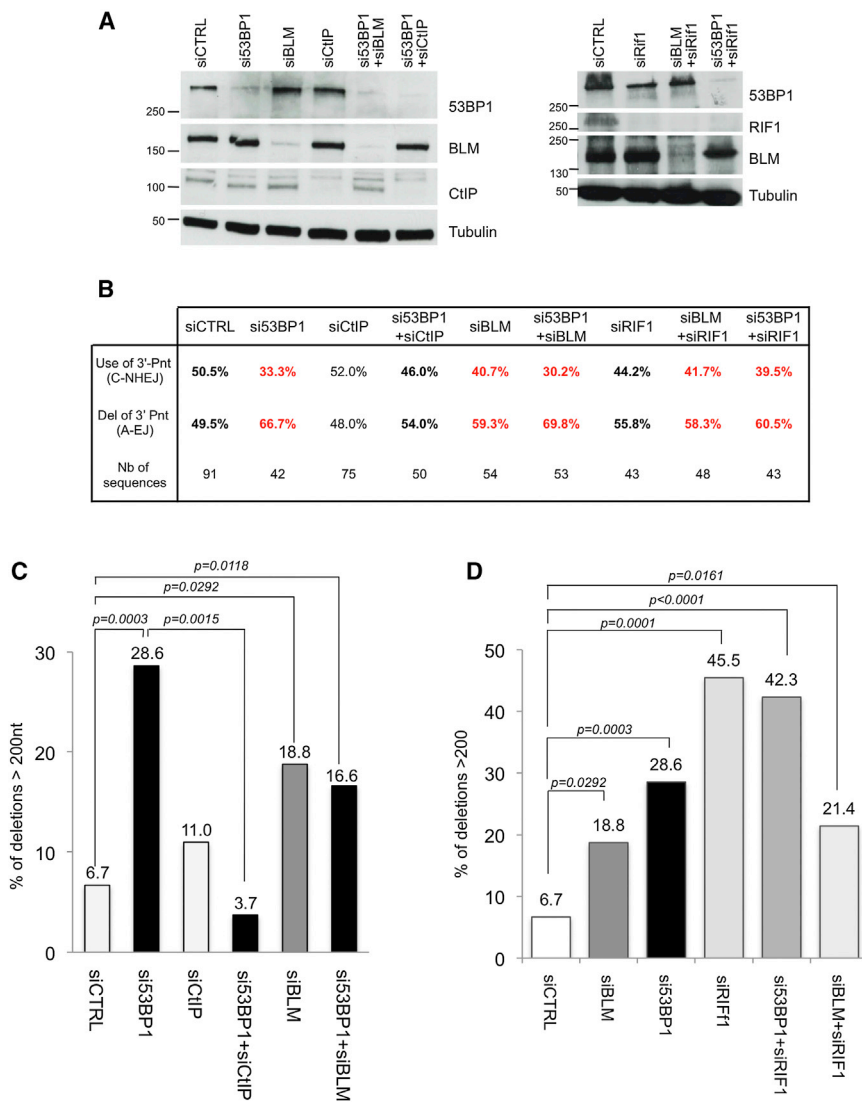 A
siCTRL
si53BP1
siBLM
siCtIP
si53BP1
+siBLM
si53BP1
+siCtIP
250
53BP1
150
BLM
100
CtIP
50
Tubulin
siCTRL
siRif1
siBLM
+siRif1
si53BP1
+siRif1
250
53BP1
250
RIF1
250
BLM
130
50
Tubulin
B
siCTRL si53BP1 siCtIP si53BP1 +siCtIP siBLM si53BP1 +siBLM siRIF1 siBLM +siRIF1 si53BP1 +siRIF1
Use of 3'-Pnt (C-NHEJ) 50.5% 33.3% 52.0% 46.0% 40.7% 30.2% 44.2% 41.7% 39.5%
Del of 3' Pnt (A-EJ) 49.5% 66.7% 48.0% 54.0% 59.3% 69.8% 55.8% 58.3% 60.5%
Nb of sequences 91 42 75 50 54 53 43 48 43
C
p=0.0118
p=0.0292
p=0.0003 p=0.0015
% of deletions > 200nt
30
20
10
0
6.7
28.6
11.0
3.7
18.8
16.6
siCTRL
si53BP1
siCtIP
si53BP1+siCtIP
siBLM
si53BP1+siBLM
D
p=0.0161
p<0.0001
p=0.0001
p=0.0003
p=0.0292
% of deletions >200
50
40
30
20
10
0
6.7
18.8
28.6
45.5
42.3
21.4
siCTRL
siBLM
si53BP1
siRIFf1
si53BP1+siRIF1
siBLM+siRIF1